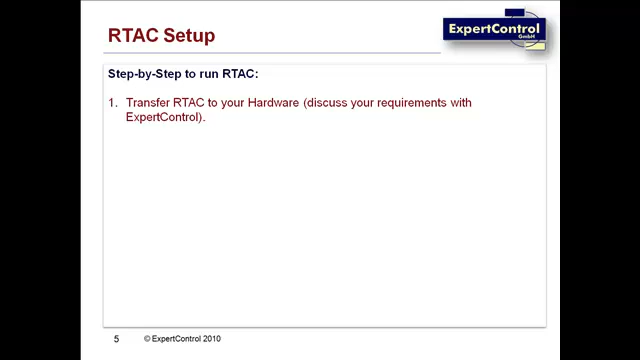 RTAC Setup
ExpertControl
GmbH
Step-by-Step to run RTAC:
1. Transfer RTAC to your Hardware (discuss your requirements with
ExpertControl).
5 © ExpertControl 2010